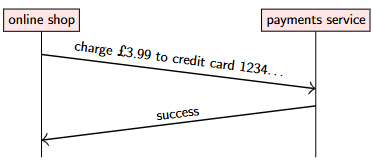 online shop
payments service
charge £3.99 to credit card 1234...
success